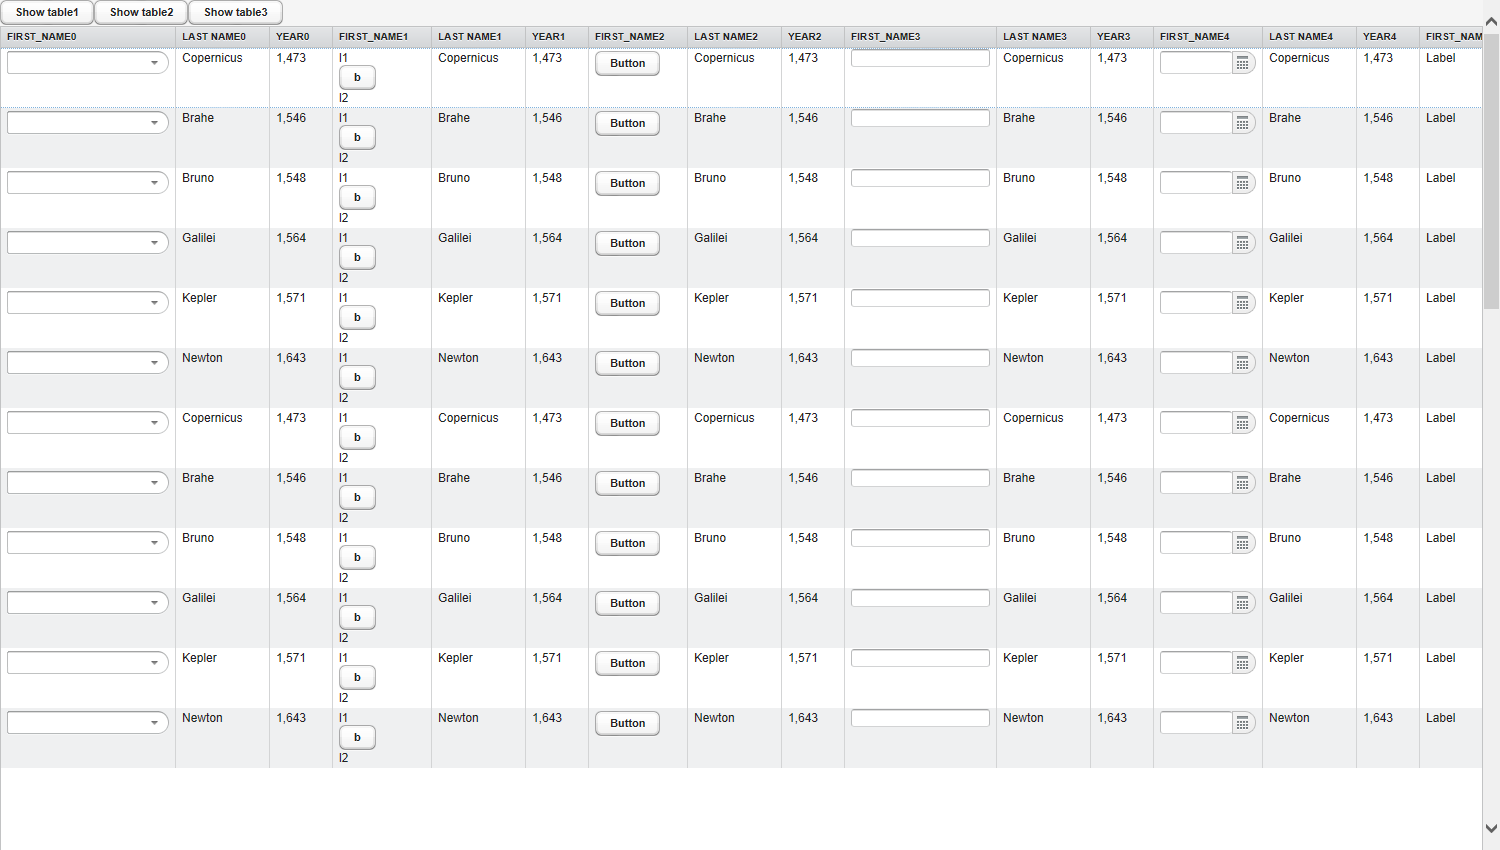 Show table1 Show table2 Show table3
FIRST_NAME0 LAST NAME0 YEAR0 FIRST_NAME1 LAST NAME1 YEAR1 FIRST_NAME2 LAST NAME2 YEAR2 FIRST_NAME3 LAST NAME3 YEAR3 FIRST_NAME4 LAST NAME4 YEAR4 FIRST_NAM
Copernicus 1,473 l1 Copernicus 1,473 Button Copernicus 1,473 Copernicus 1,473 Copernicus 1,473 Label
b
l2
Brahe 1,546 l1 Brahe 1,546 Button Brahe 1,546 Brahe 1,546 Brahe 1,546 Label
b
l2
Bruno 1,548 l1 Bruno 1,548 Button Bruno 1,548 Bruno 1,548 Bruno 1,548 Label
b
l2
Galilei 1,564 l1 Galilei 1,564 Button Galilei 1,564 Galilei 1,564 Galilei 1,564 Label
b
l2
Kepler 1,571 l1 Kepler 1,571 Button Kepler 1,571 Kepler 1,571 Kepler 1,571 Label
b
l2
Newton 1,643 l1 Newton 1,643 Button Newton 1,643 Newton 1,643 Newton 1,643 Label
b
l2
Copernicus 1,473 l1 Copernicus 1,473 Button Copernicus 1,473 Copernicus 1,473 Copernicus 1,473 Label
b
l2
Brahe 1,546 l1 Brahe 1,546 Button Brahe 1,546 Brahe 1,546 Brahe 1,546 Label
b
l2
Bruno 1,548 l1 Bruno 1,548 Button Bruno 1,548 Bruno 1,548 Bruno 1,548 Label
b
l2
Galilei 1,564 l1 Galilei 1,564 Button Galilei 1,564 Galilei 1,564 Galilei 1,564 Label
b
l2
Kepler 1,571 l1 Kepler 1,571 Button Kepler 1,571 Kepler 1,571 Kepler 1,571 Label
b
l2
Newton 1,643 l1 Newton 1,643 Button Newton 1,643 Newton 1,643 Newton 1,643 Label
b
l2